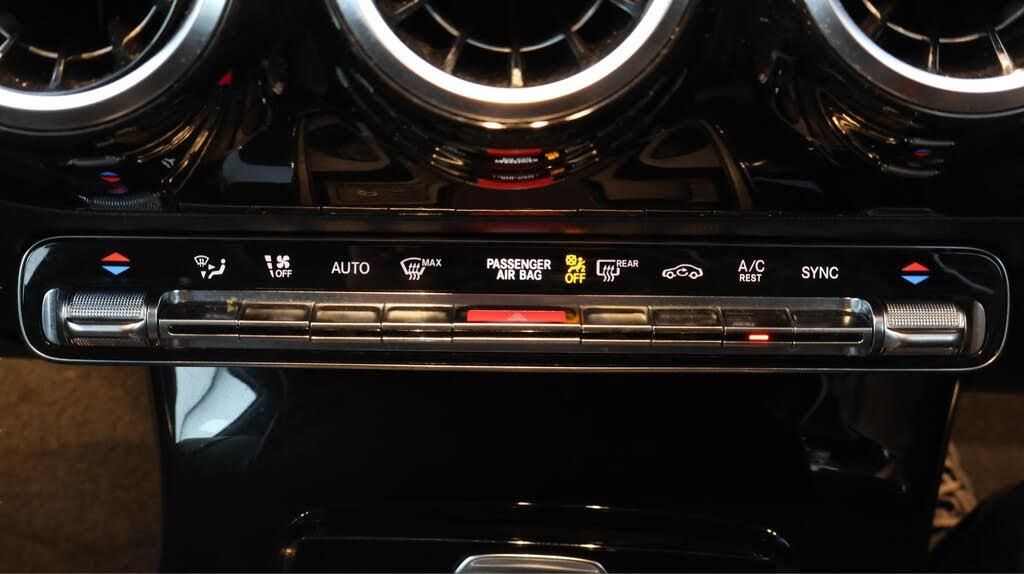 OFF
AUTO
MAX
PASSENGER
AIR BAG
OFF
REAR
A/C
REST
SYNC